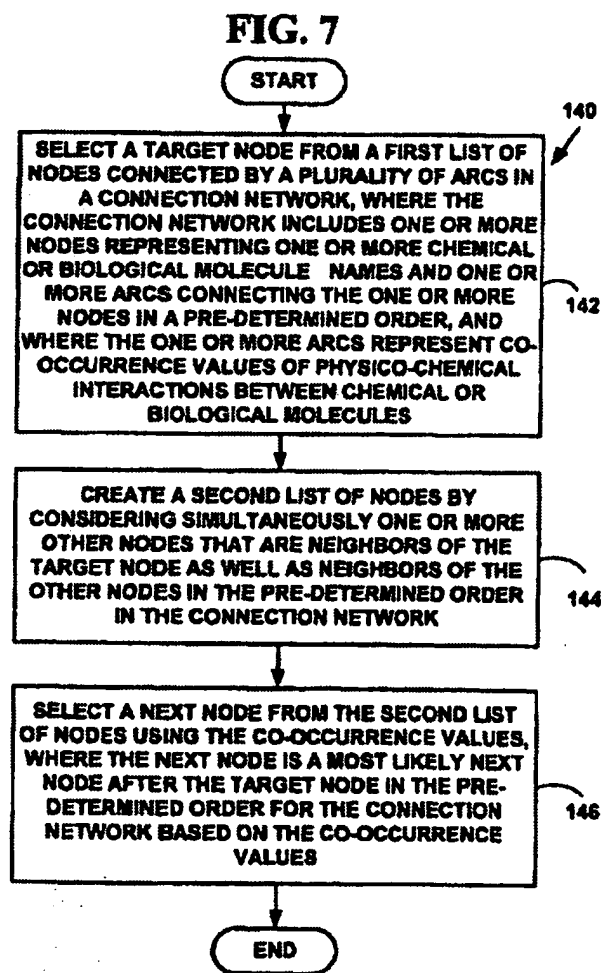 FIG. 7
START
140
SELECT A TARGET NODE FROM A FIRST LIST OF
NODES CONNECTED BY A PLURALITY OF ARCS IN
A CONNECTION NETWORK, WHERE THE
CONNECTION NETWORK INCLUDES ONE OR MORE
NODES REPRESENTING ONE OR MORE CHEMICAL
OR BIOLOGICAL MOLECULE NAMES AND ONE OR
MORE ARCS CONNECTING THE ONE OR MORE
NODES IN A PRE-DETERMINED ORDER, AND
WHERE THE ONE OR MORE ARCS REPRESENT CO-
OCCURRENCE VALUES OF PHYSICO-CHEMICAL
INTERACTIONS BETWEEN CHEMICAL OR
BIOLOGICAL MOLECULES
142
CREATE A SECOND LIST OF NODES BY
CONSIDERING SIMULTANEOUSLY ONE OR MORE
OTHER NODES THAT ARE NEIGHBORS OF THE
TARGET NODE AS WELL AS NEIGHBORS OF THE
OTHER NODES IN THE PRE-DETERMINED ORDER
IN THE CONNECTION NETWORK
144
SELECT A NEXT NODE FROM THE SECOND LIST
OF NODES USING THE CO-OCCURRENCE VALUES,
WHERE THE NEXT NODE IS A MOST LIKELY NEXT
NODE AFTER THE TARGET NODE IN THE PRE-
DETERMINED ORDER FOR THE CONNECTION
NETWORK BASED ON THE CO-OCCURRENCE
VALUES
146
END